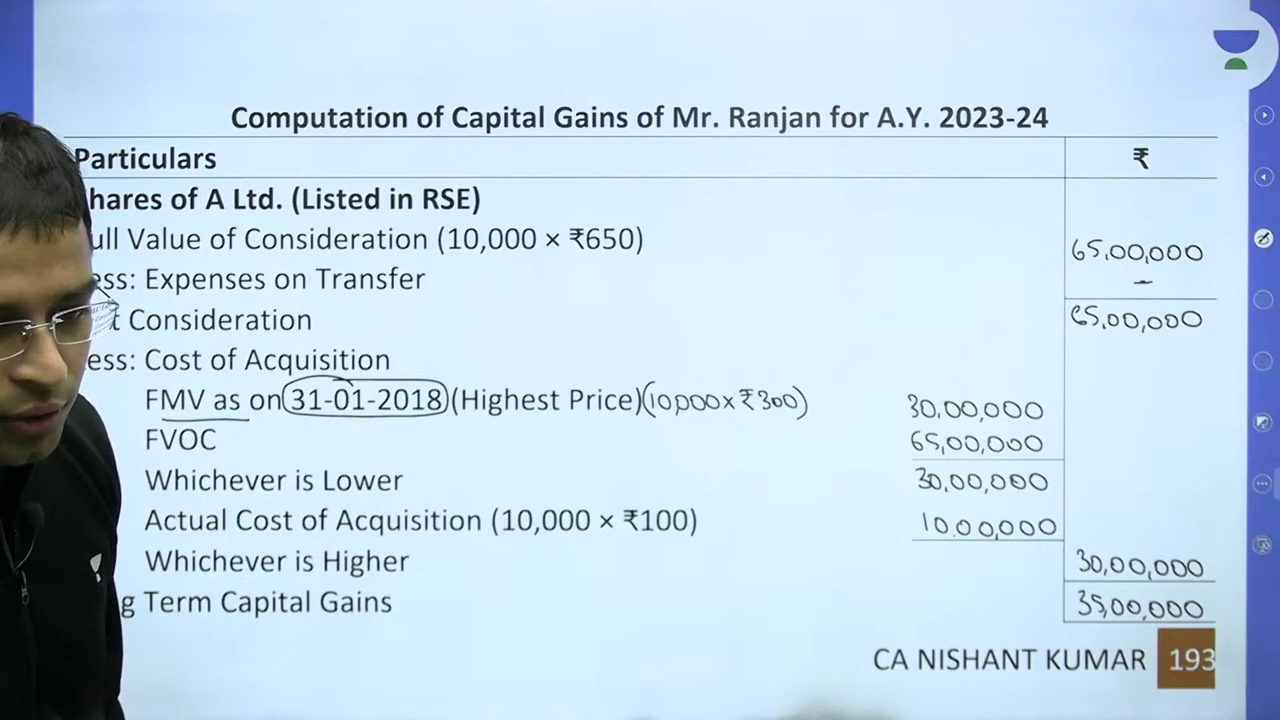 Computation of Capital Gains of Mr. Ranjan for A.Y. 2023-24
Particulars ₹
hares of A Ltd. (Listed in RSE)
ull Value of Consideration (10,000 × ₹650) 65,00,000
ess: Expenses on Transfer -
t Consideration 65,00,000
ess: Cost of Acquisition
FMV as on 31-01-2018 (Highest Price) (10,000 x ₹300) 30,00,000
FVOC 65,00,000
Whichever is Lower 30,00,000
Actual Cost of Acquisition (10,000 × ₹100) 10,00,000
Whichever is Higher 30,00,000
g Term Capital Gains 35,00,000
CA NISHANT KUMAR 193